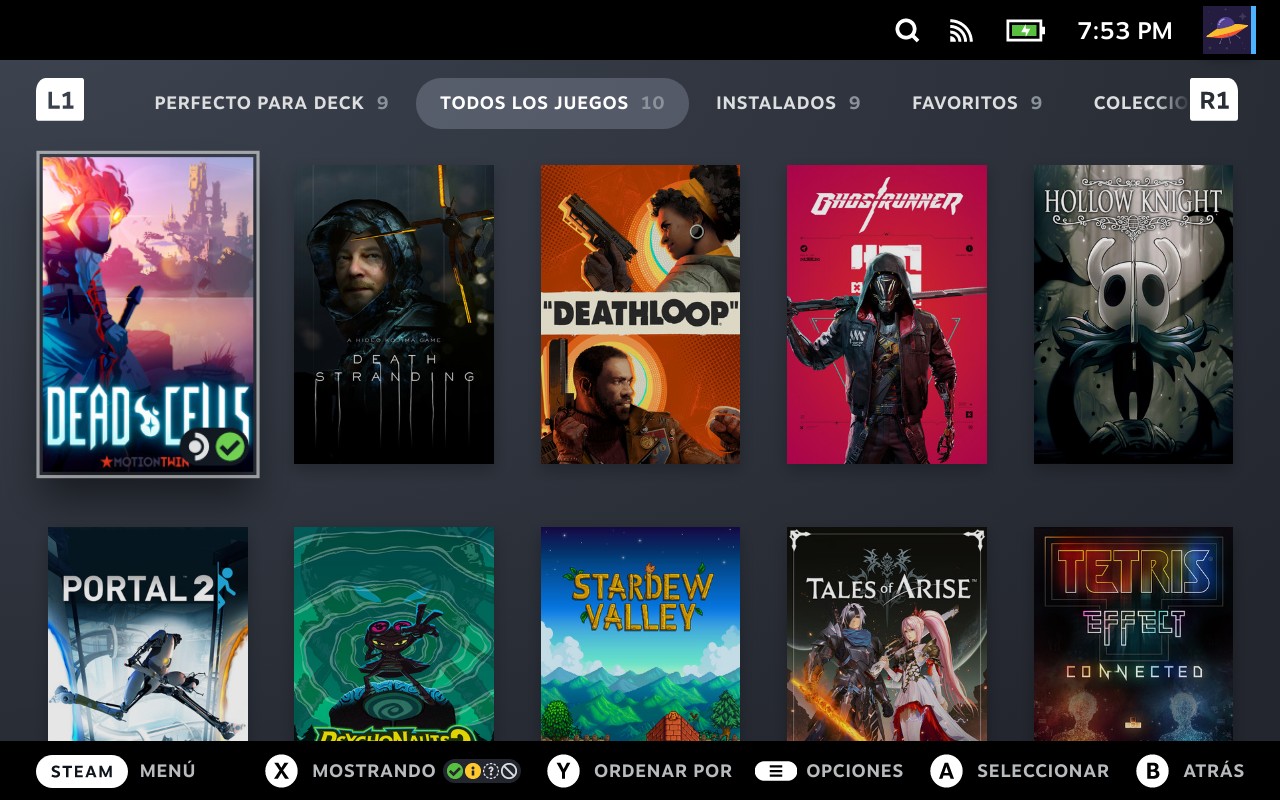 7:53 PM
L1
PERFECTO PARA DECK 9
TODOS LOS JUEGOS 10
INSTALADOS 9
FAVORITOS 9
COLECCIO
R1
DEAD CELLS
MOTIONTWIN
A HIDEO KOJIMA GAME
DEATH
STRANDING
"DEATHLOOP"
GHOSTRUNNER
HOLLOW KNIGHT
PORTAL 2
PSYCHONAUTS 2
STARDEW
VALLEY
TALES of ARISE™
TETRIS
EFFECT
CONNECTED
STEAM MENÚ
X MOSTRANDO
Y ORDENAR POR
OPCIONES
A SELECCIONAR
B ATRÁS